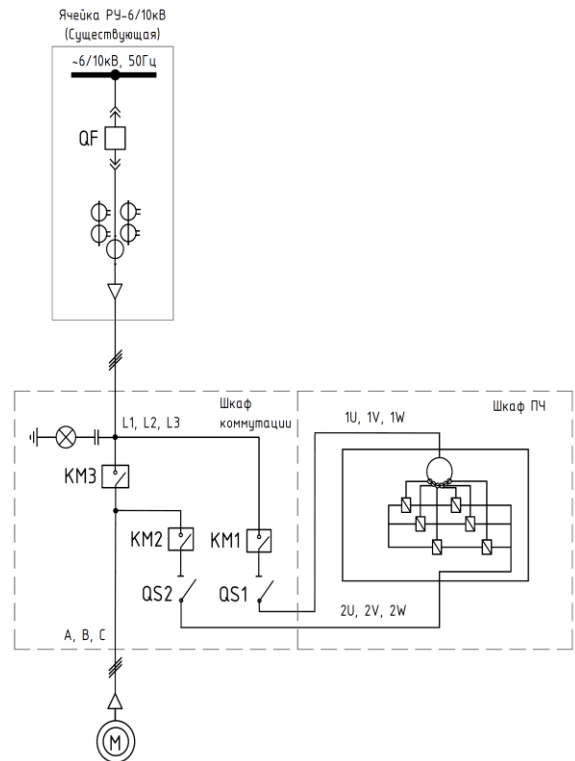 Ячейка РУ-6/10кВ
(Существующая)
~6/10кВ, 50Гц
QF
Шкаф
коммутации
Шкаф ПЧ
L1, L2, L3
1U, 1V, 1W
KM3
KM2
KM1
QS2
QS1
2U, 2V, 2W
A, B, C
M